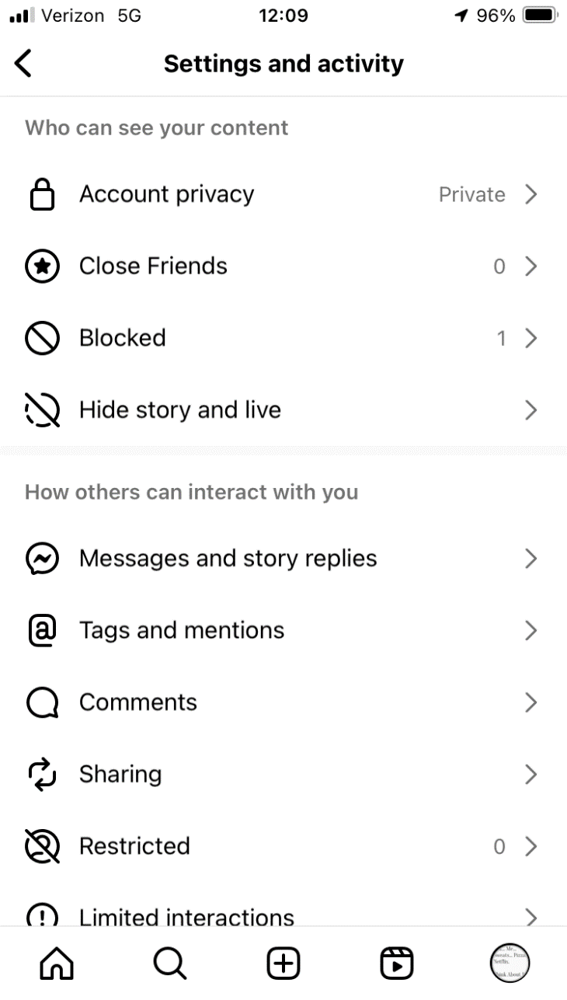 Verizon 5G 12:09 96%
Settings and activity
Who can see your content
Account privacy Private
Close Friends 0
Blocked 1
Hide story and live
How others can interact with you
Messages and story replies
Tags and mentions
Comments
Sharing
Restricted 0
Limited interactions
Me...
Netflix.